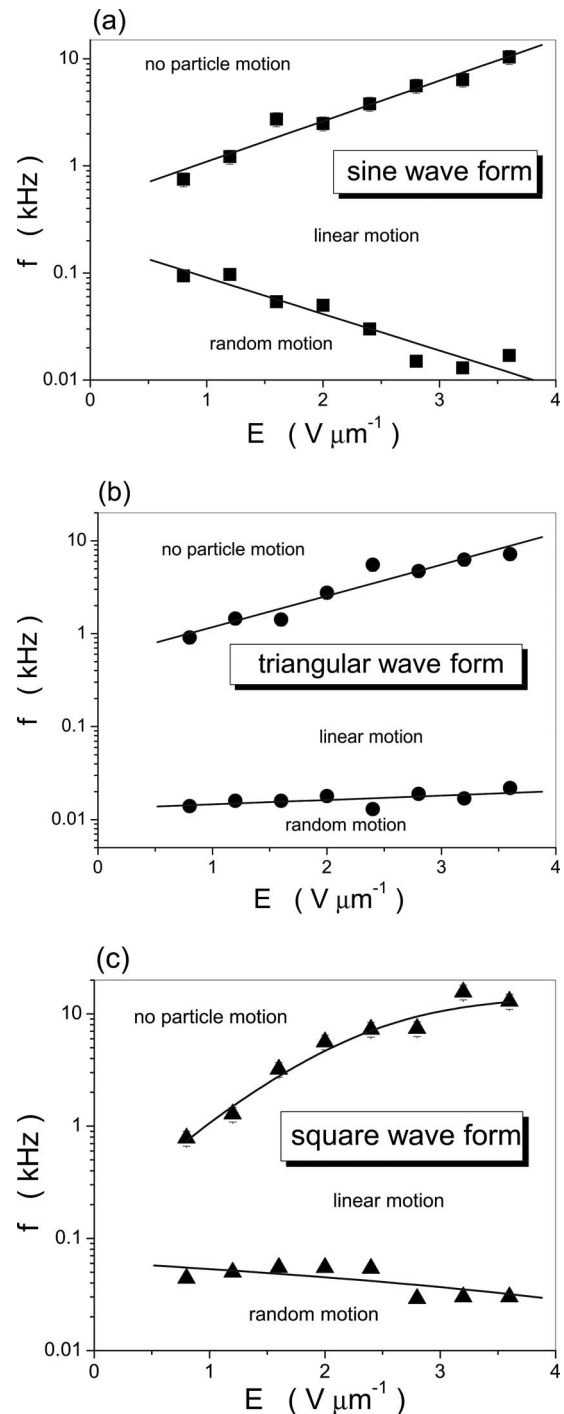 (a)
10
no particle motion
1
sine wave form
f ( kHz )
linear motion
0.1
random motion
0.01
0 1 2 3 4
E ( V μm⁻¹ )
(b)
10
no particle motion
1
triangular wave form
f ( kHz )
0.1
linear motion
0.01
random motion
0 1 2 3 4
E ( V μm⁻¹ )
(c)
no particle motion
10
1
square wave form
f ( kHz )
linear motion
0.1
random motion
0.01
0 1 2 3 4
E ( V μm⁻¹ )